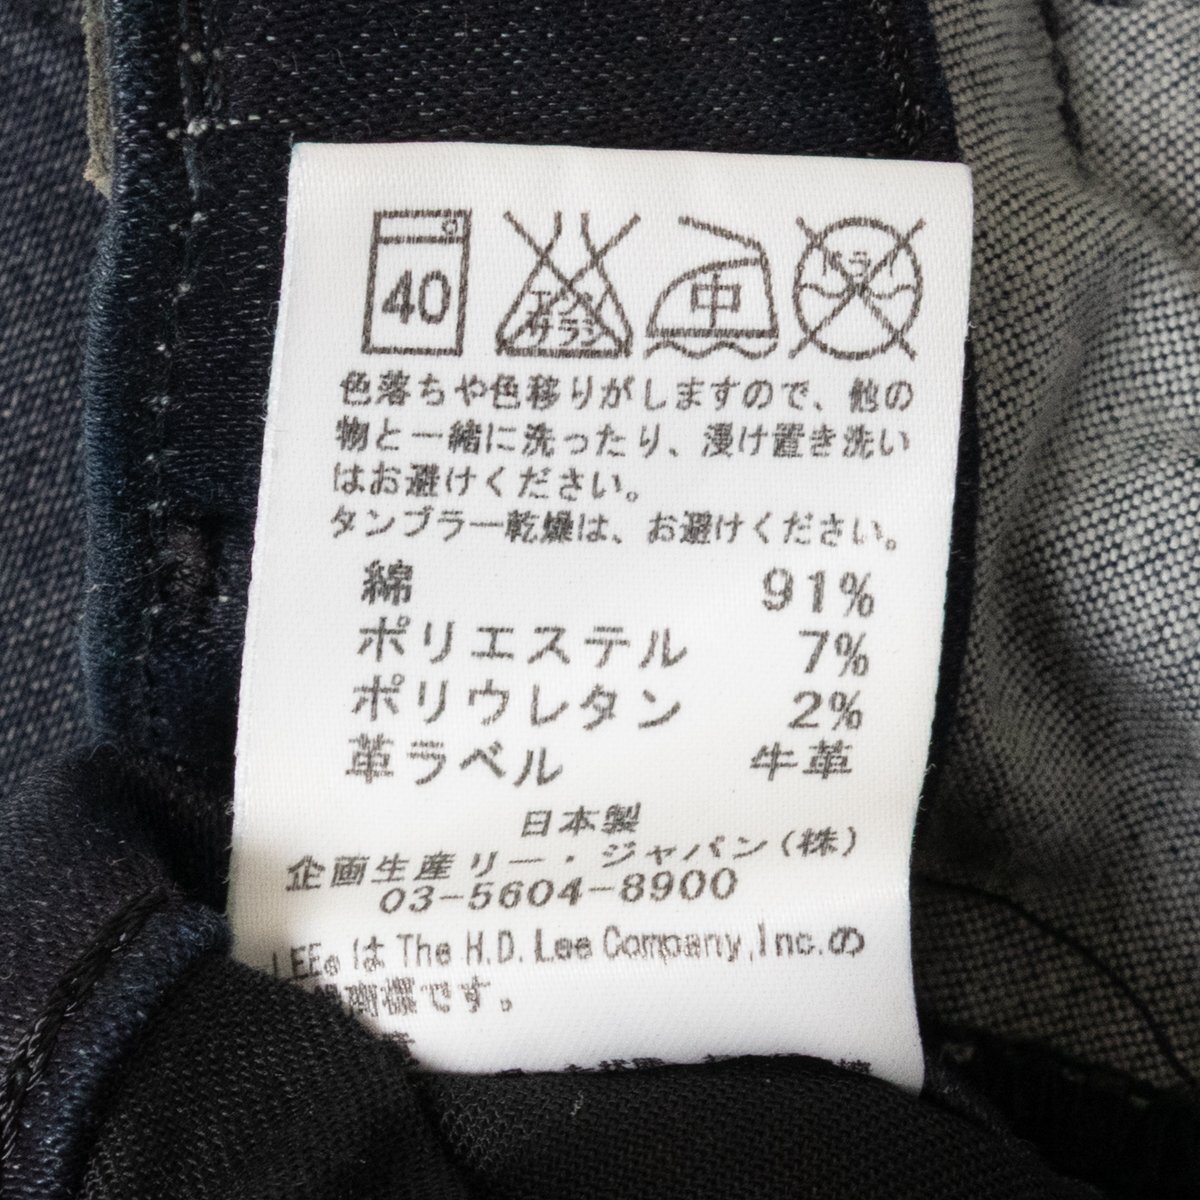 40 エンソ 中 ドライ
サラシ
色落ちや色移りがしますので、他の
物と一緒に洗ったり、浸け置き洗い
はお避けください。
タンブラー乾燥は、お避けください。
綿 91%
ポリエステル 7%
ポリウレタン 2%
革ラベル 牛革
日本製
企画生産リー・ジャパン(株)
03-5604-8900
LEE。は The H.D. Lee Company,Inc.の
商標です。